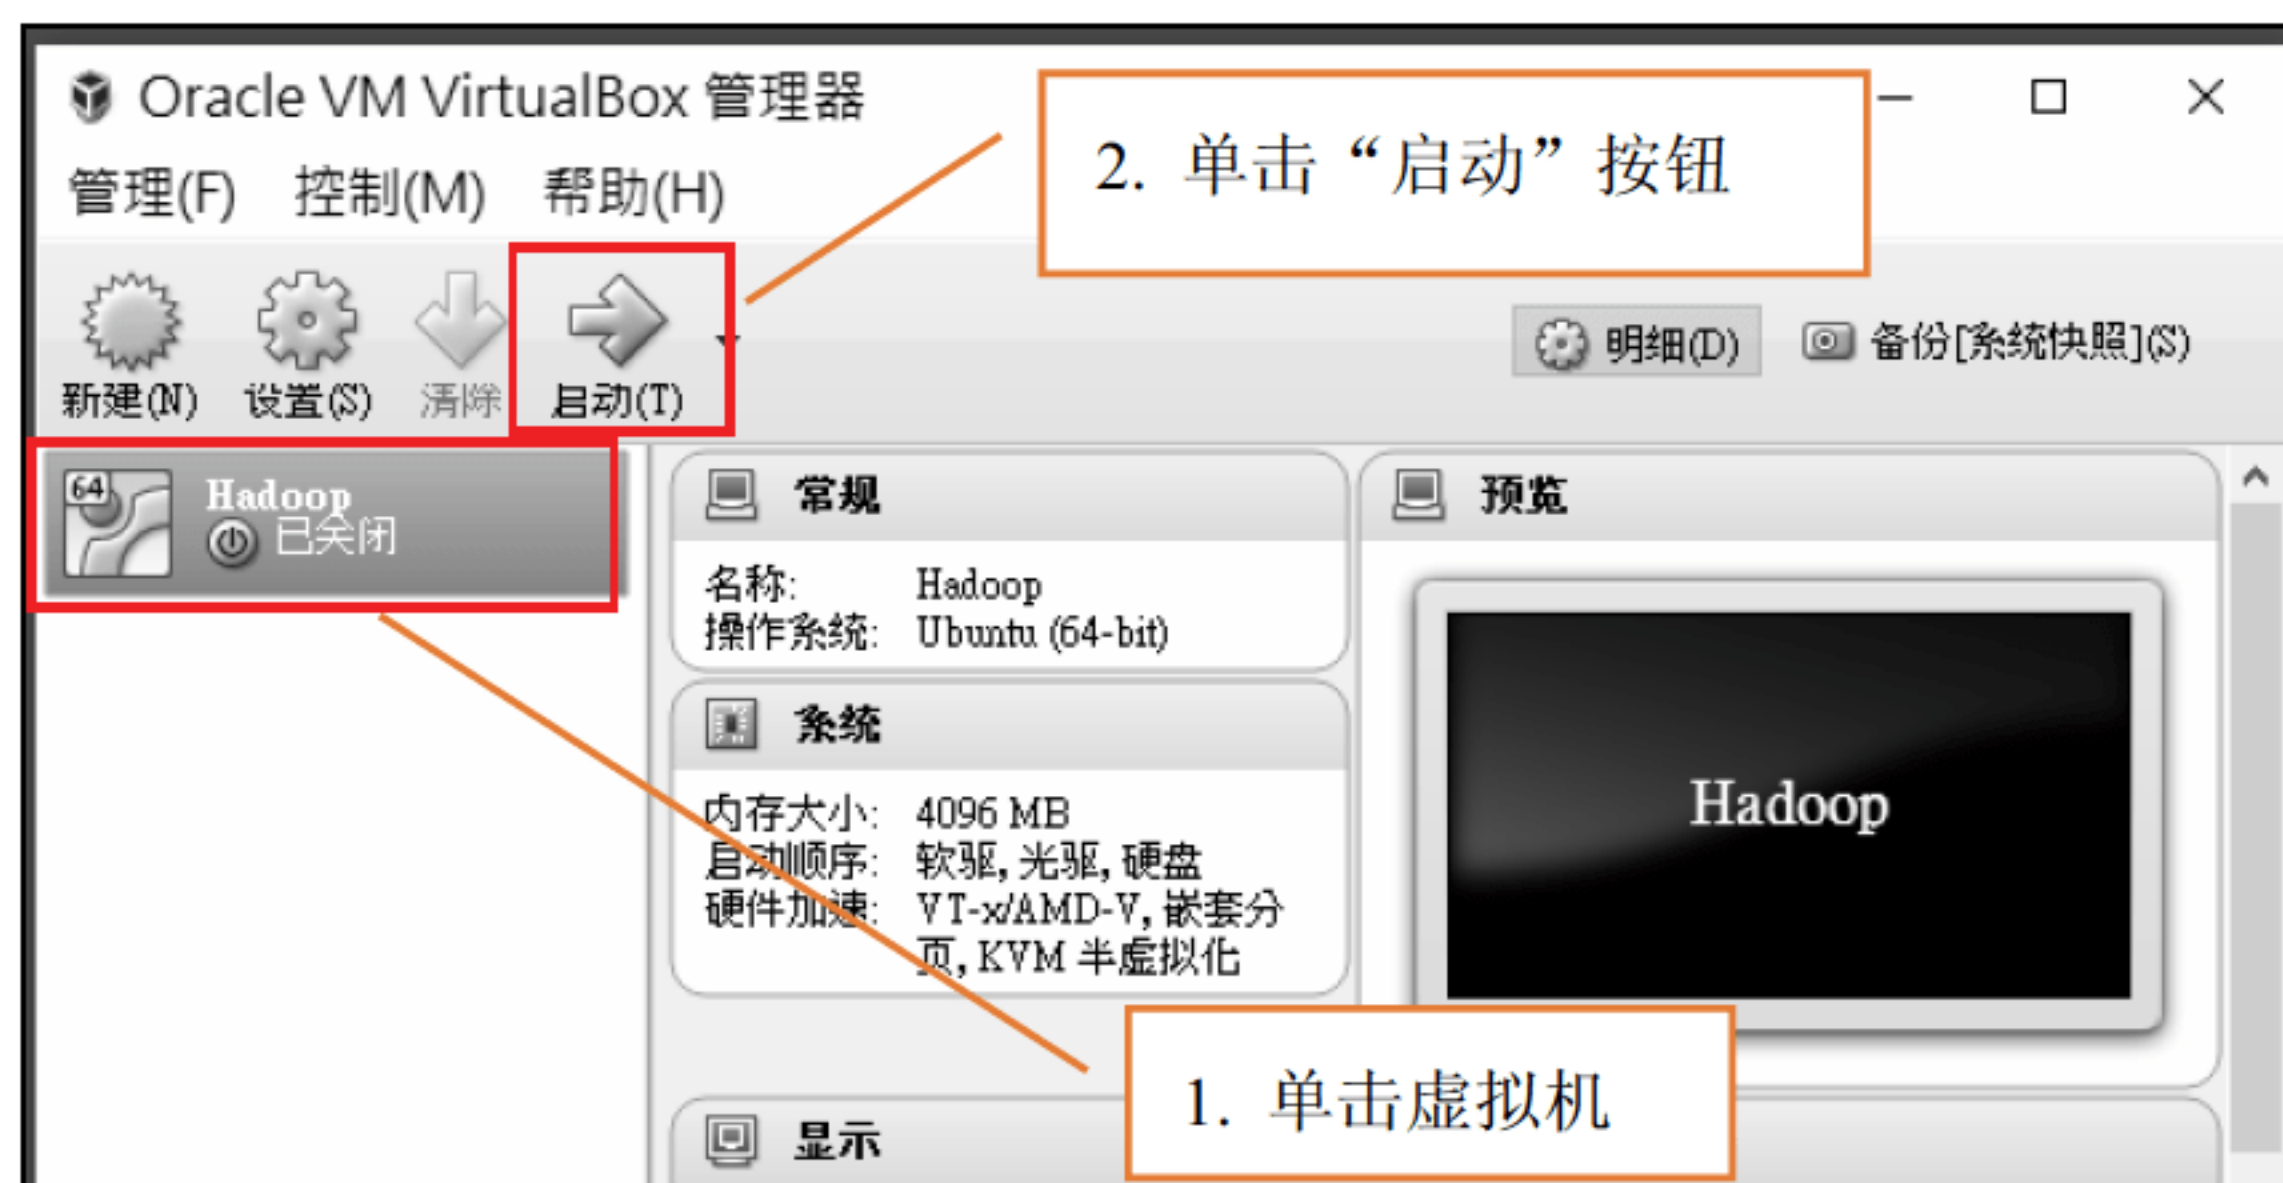 Oracle VM VirtualBox 管理器
管理(F) 控制(M) 帮助(H)
2. 单击“启动”按钮
新建(N) 设置(S) 清除 启动(T)
明细(D) 备份[系统快照](S)
64
Hadoop
已关闭
常规
名称: Hadoop
操作系统: Ubuntu (64-bit)
系统
内存大小: 4096 MB
启动顺序: 软驱, 光驱, 硬盘
硬件加速: VT-x/AMD-V, 嵌套分
页, KVM 半虚拟化
预览
Hadoop
1. 单击虚拟机
显示